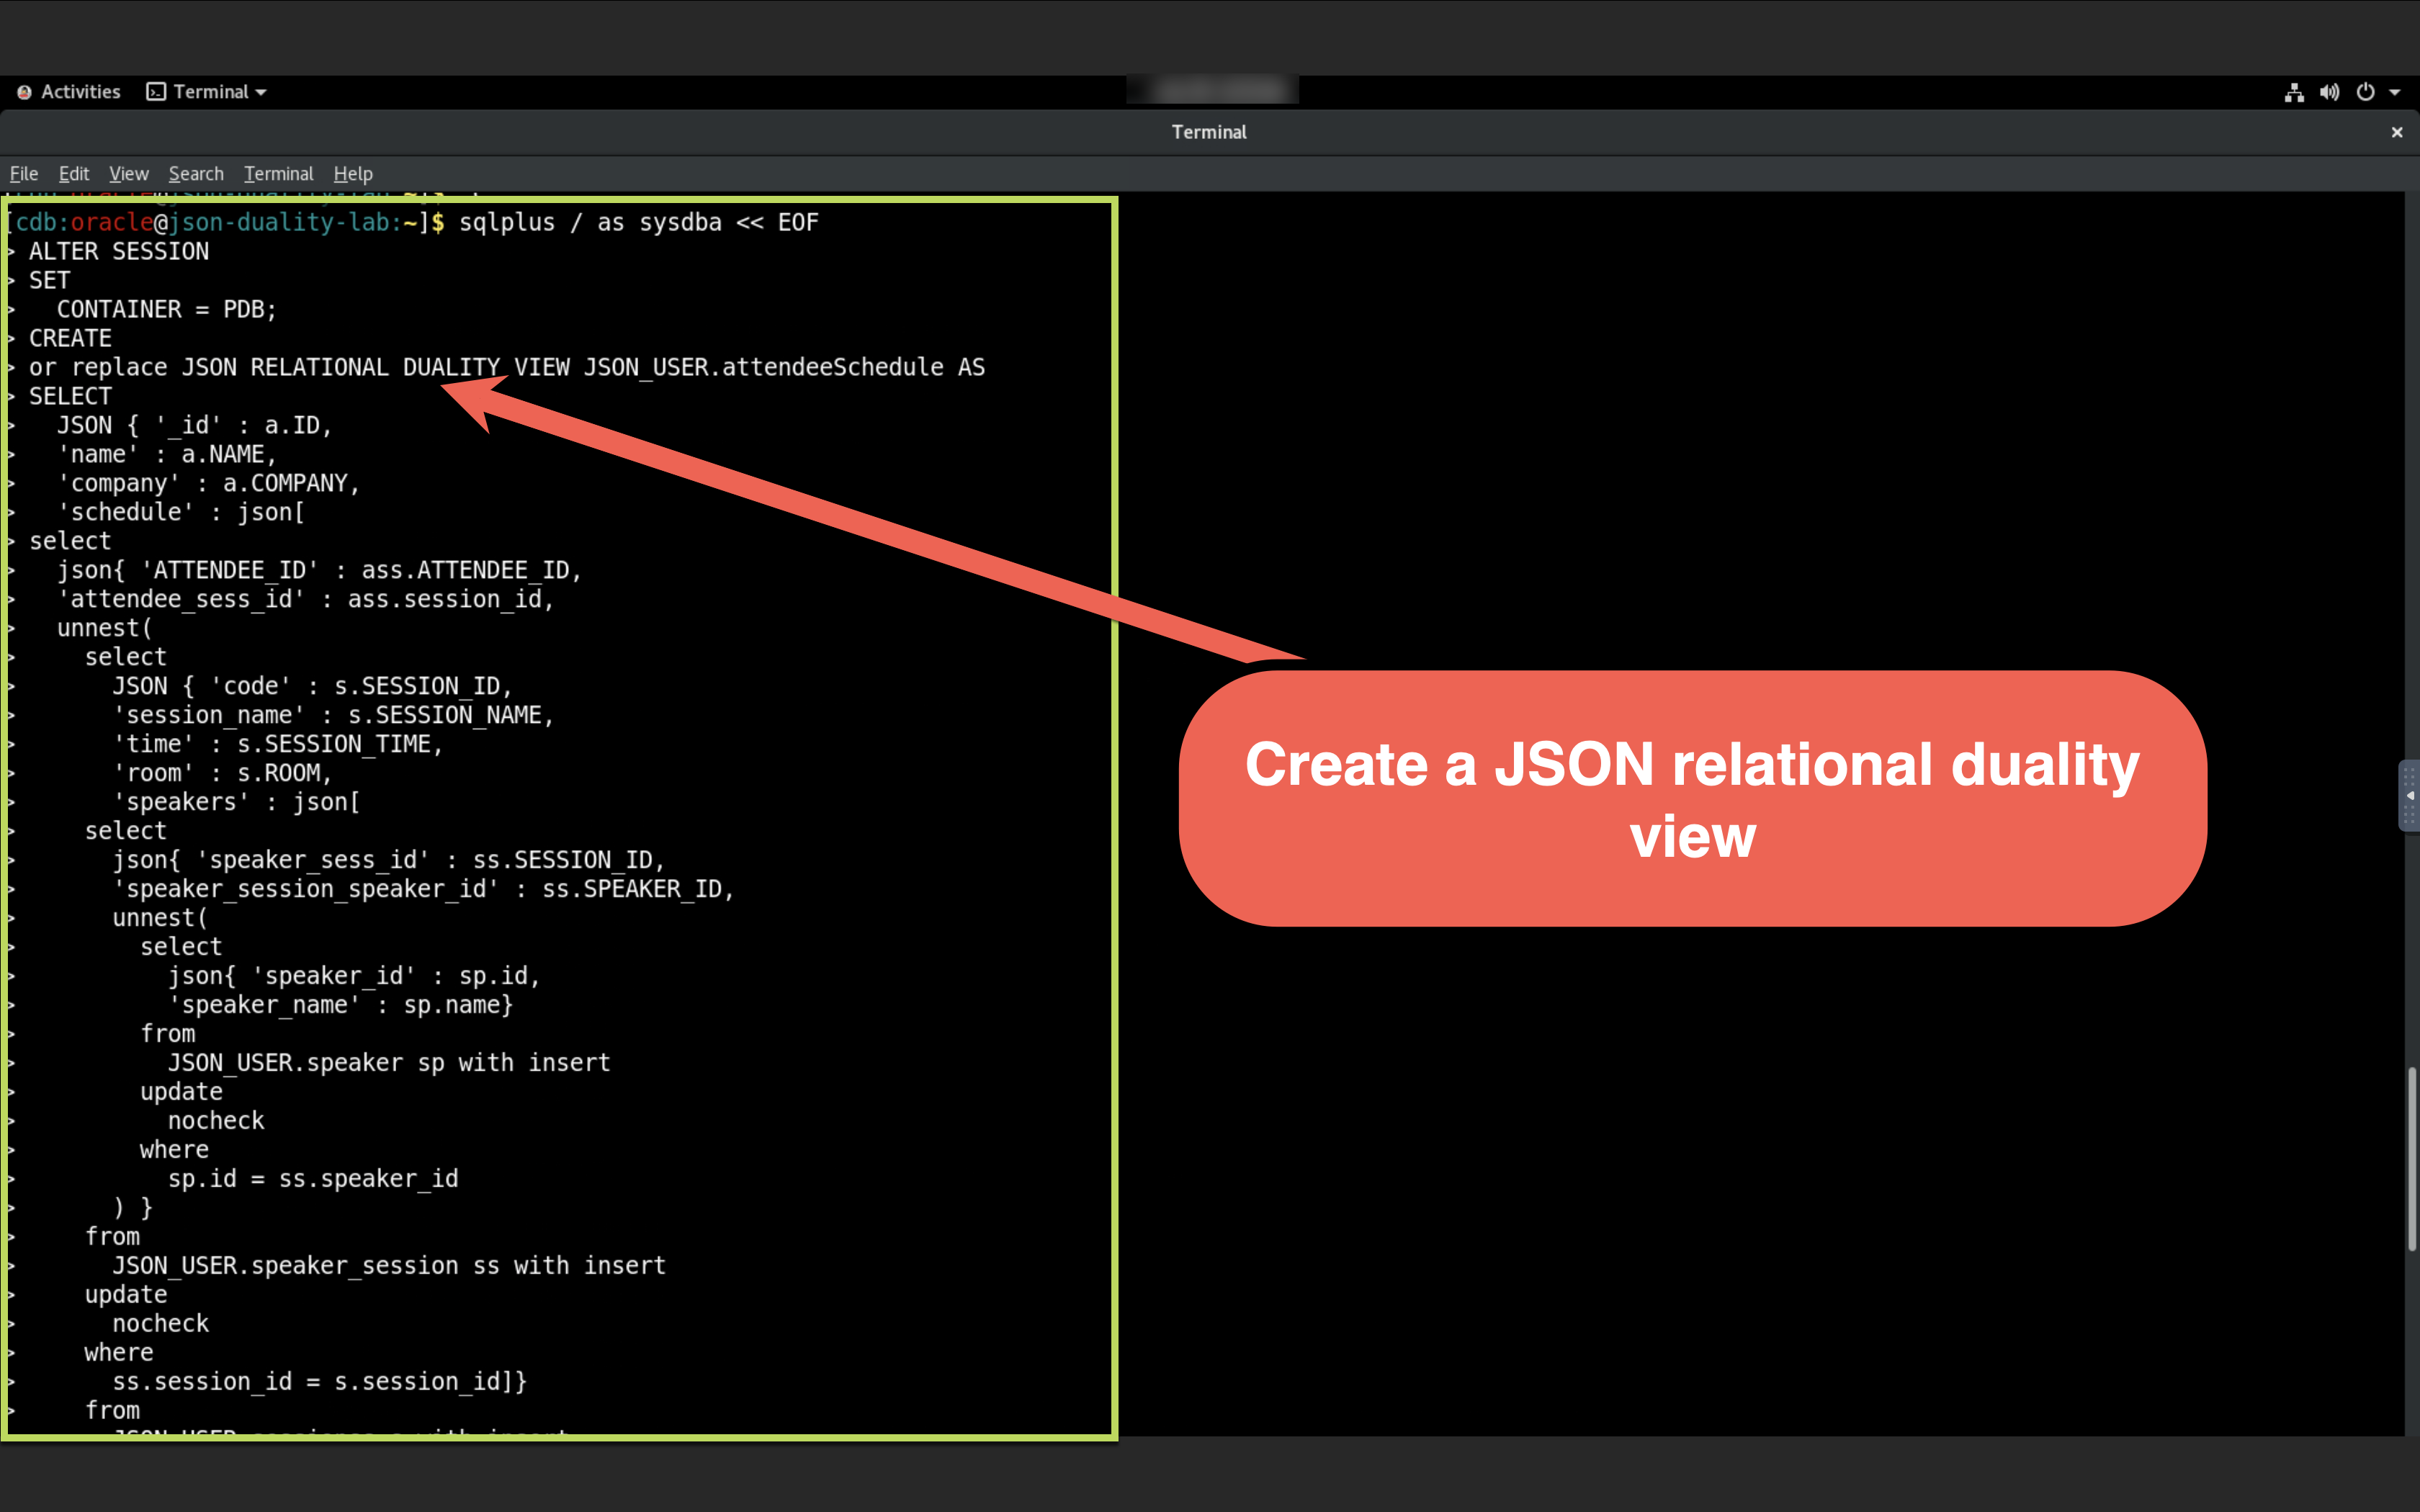 Activities Terminal
Terminal
File Edit View Search Terminal Help
[cdb:oracle@json-duality-lab:~]$ sqlplus / as sysdba << EOF
> ALTER SESSION
> SET
>   CONTAINER = PDB;
> CREATE
> or replace JSON RELATIONAL DUALITY VIEW JSON_USER.attendeeSchedule AS
> SELECT
>   JSON { '_id' : a.ID,
>   'name' : a.NAME,
>   'company' : a.COMPANY,
>   'schedule' : json[
> select
>   json{ 'ATTENDEE_ID' : ass.ATTENDEE_ID,
>   'attendee_sess_id' : ass.session_id,
>   unnest(
>     select
>       JSON { 'code' : s.SESSION_ID,
>       'session_name' : s.SESSION_NAME,
>       'time' : s.SESSION_TIME,
>       'room' : s.ROOM,
>       'speakers' : json[
>     select
>       json{ 'speaker_sess_id' : ss.SESSION_ID,
>       'speaker_session_speaker_id' : ss.SPEAKER_ID,
>       unnest(
>         select
>           json{ 'speaker_id' : sp.id,
>           'speaker_name' : sp.name}
>         from
>           JSON_USER.speaker sp with insert
>         update
>           nocheck
>         where
>           sp.id = ss.speaker_id
>       ) }
>     from
>       JSON_USER.speaker_session ss with insert
>     update
>       nocheck
>     where
>       ss.session_id = s.session_id]}
>     from
Create a JSON relational duality
view